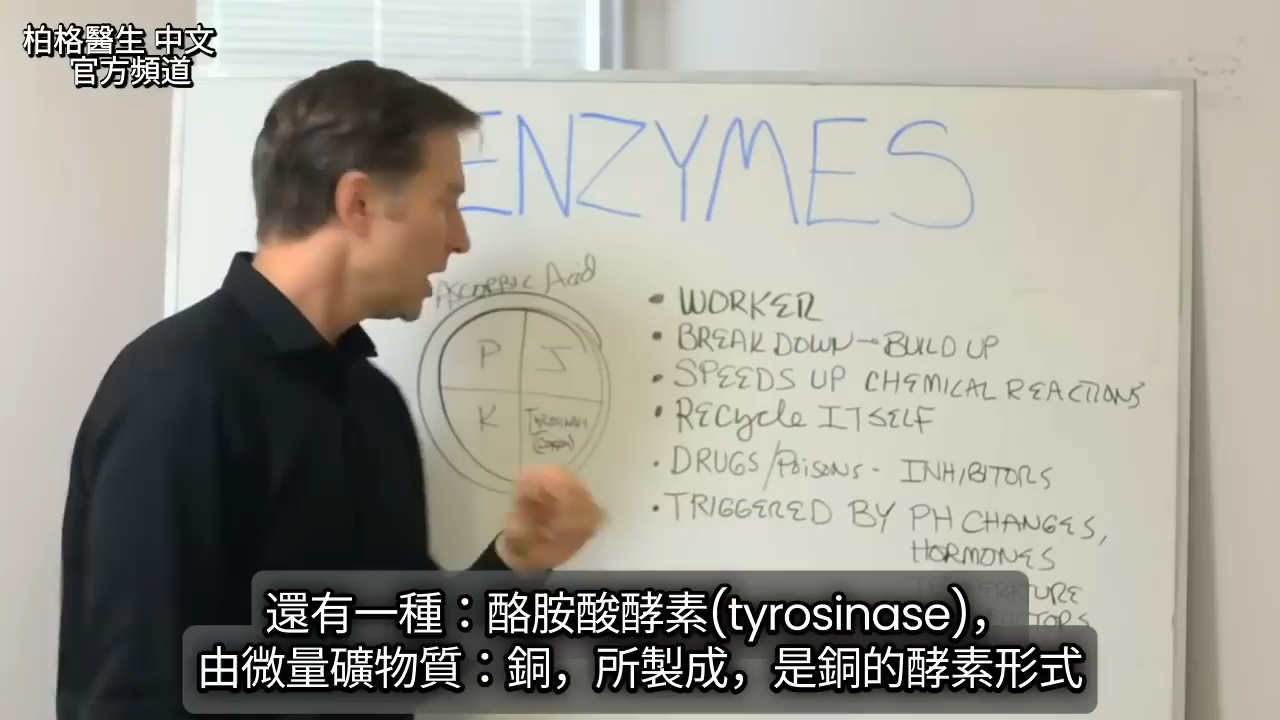 柏格醫生 中文
官方頻道
ENZYMES
ASCORBIC Acid
P
J
K
• WORKER
• BREAK DOWN → BUILD UP
• SPEEDS UP CHEMICAL REACTIONS
• RECycle ITSELF
• DRUGS/POISONS - INHIBITORS
• TRIGGERED BY PH CHANGES,
HORMONES
TEMPERATURE
還有一種：酪胺酸酵素(tyrosinase)，
由微量礦物質：銅，所製成，是銅的酵素形式